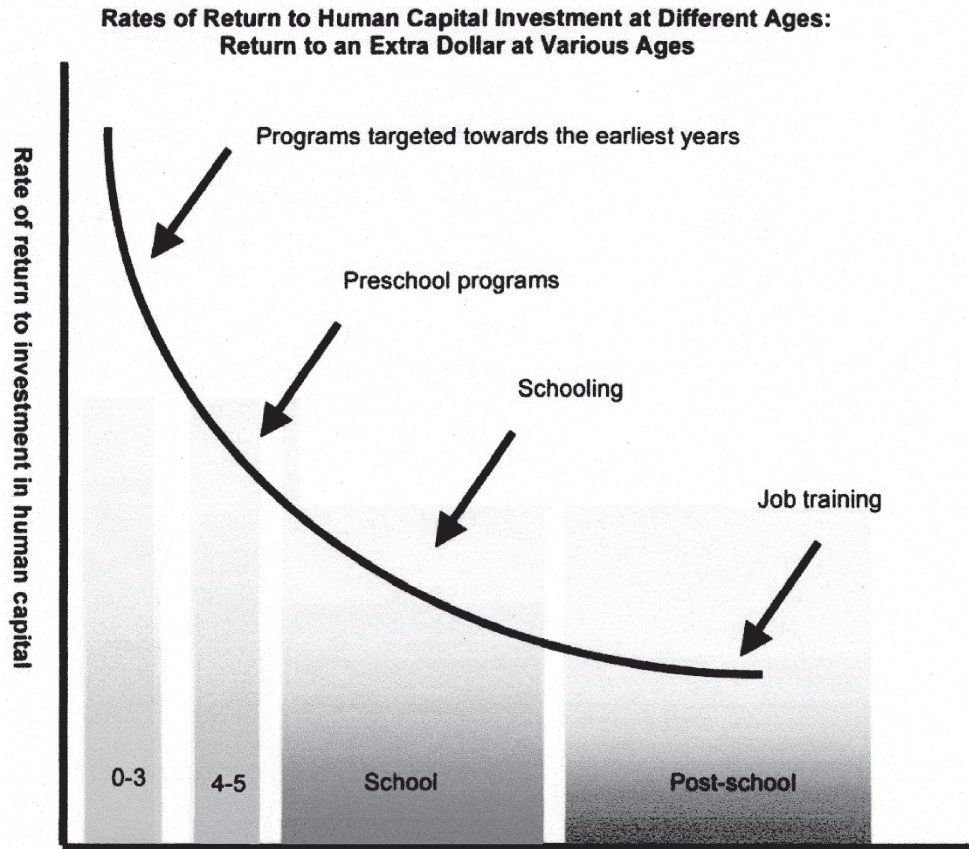 Rates of Return to Human Capital Investment at Different Ages:
Return to an Extra Dollar at Various Ages
Rate of return to investment in human capital
Programs targeted towards the earliest years
Preschool programs
Schooling
Job training
0-3
4-5
School
Post-school